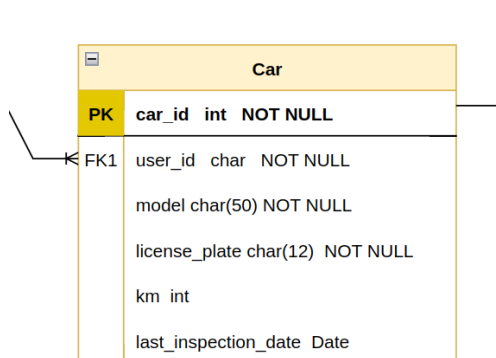 Car
PK car_id int NOT NULL
FK1 user_id char NOT NULL
model char(50) NOT NULL
license_plate char(12) NOT NULL
km int
last_inspection_date Date